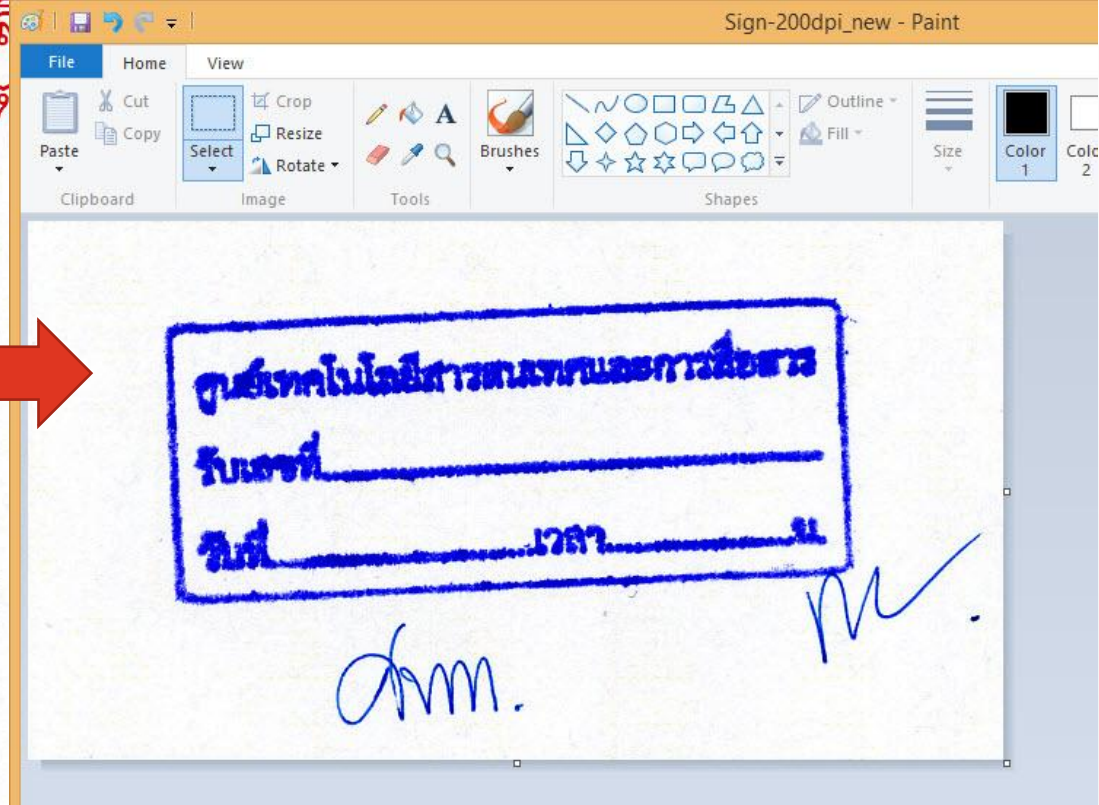 Sign-200dpi_new - Paint
File Home View
Paste
Cut
Copy
Clipboard
Select
Crop
Resize
Rotate
Image
Tools
Brushes
Outline
Fill
Shapes
Size
Color 1
Colo 2
ศูนย์เทคโนโลยีสารสนเทศและการสื่อสาร
รับเลขที่
วันที่ เวลา น.